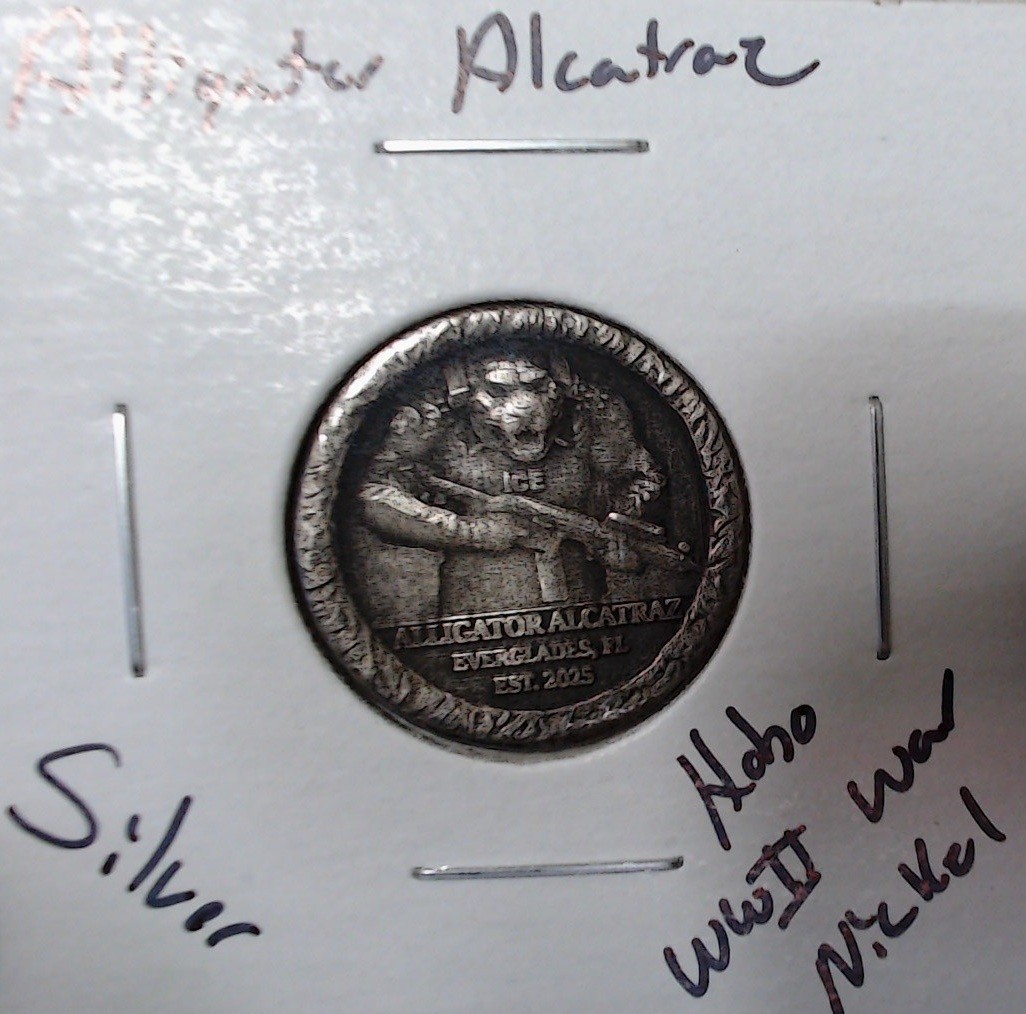 Alligator Alcatraz
ICE
ALLIGATOR ALCATRAZ
EVERGLADES, FL
EST. 2025
Silver
Hobo
WWII War
Nickel